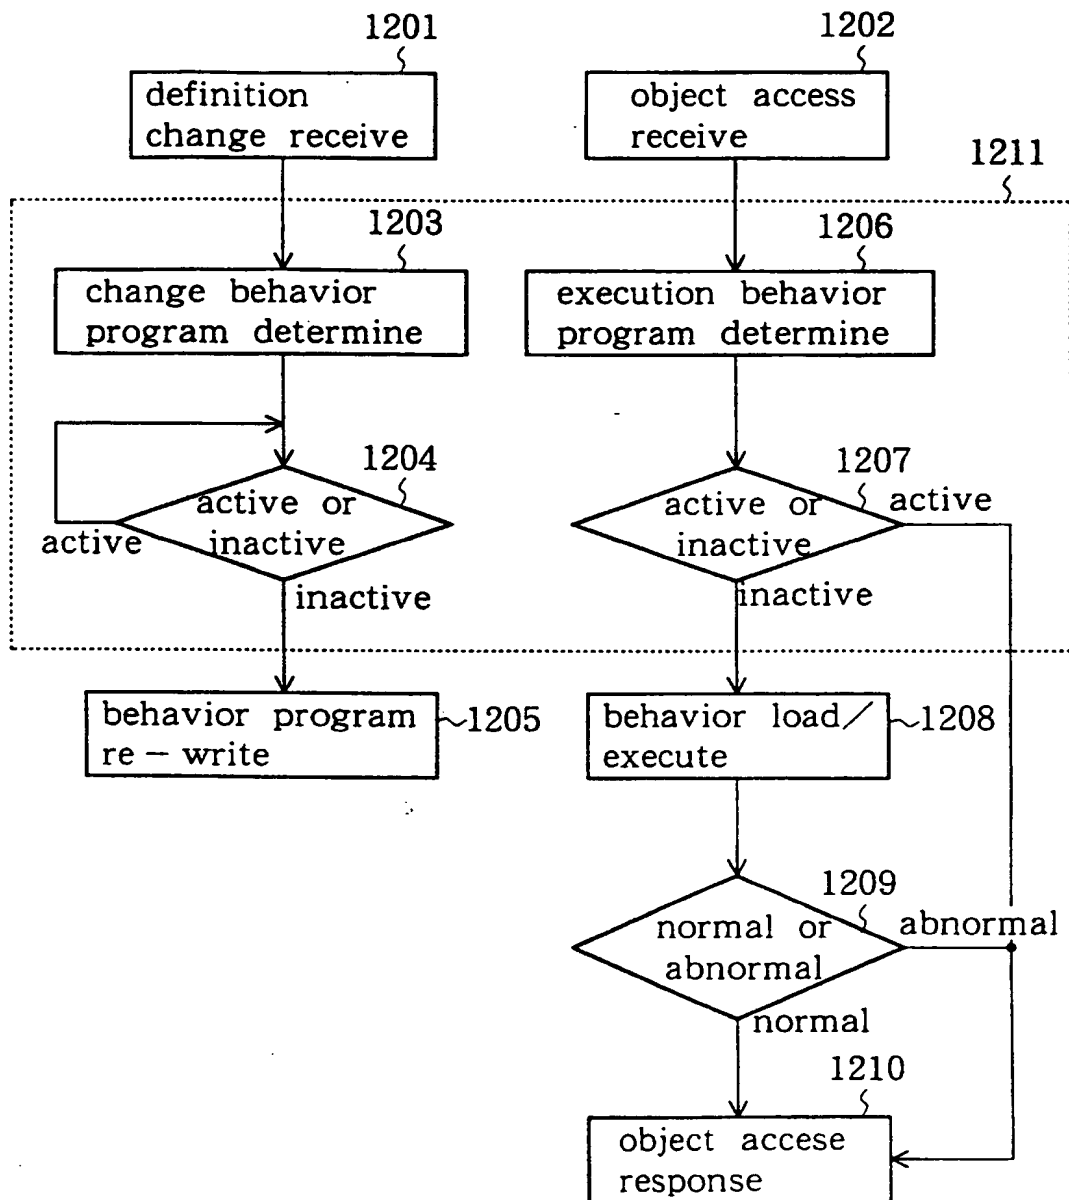 1201
1202
definition
change receive
object access
receive
1211
1203
1206
change behavior
program determine
execution behavior
program determine
1204
1207
active or
inactive
active
inactive
active or
inactive
active
inactive
behavior program
re-write
1205
behavior load/
execute
1208
1209
normal or
abnormal
abnormal
normal
1210
object accese
response